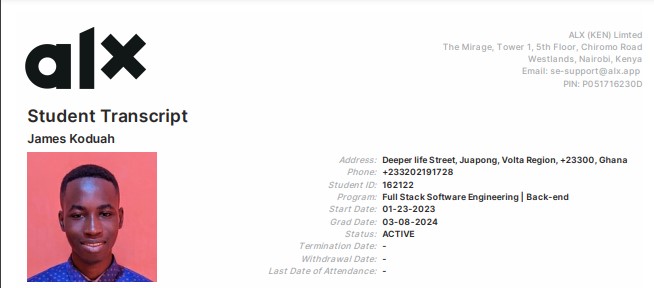 alx
ALX (KEN) Limted
The Mirage, Tower 1, 5th Floor, Chiromo Road
Westlands, Nairobi, Kenya
Email: se-support@alx.app
PIN: P051716230D
Student Transcript
James Koduah
Address: Deeper life Street, Juapong, Volta Region, +23300, Ghana
Phone: +233202191728
Student ID: 162122
Program: Full Stack Software Engineering | Back-end
Start Date: 01-23-2023
Grad Date: 03-08-2024
Status: ACTIVE
Termination Date: -
Withdrawal Date: -
Last Date of Attendance: -